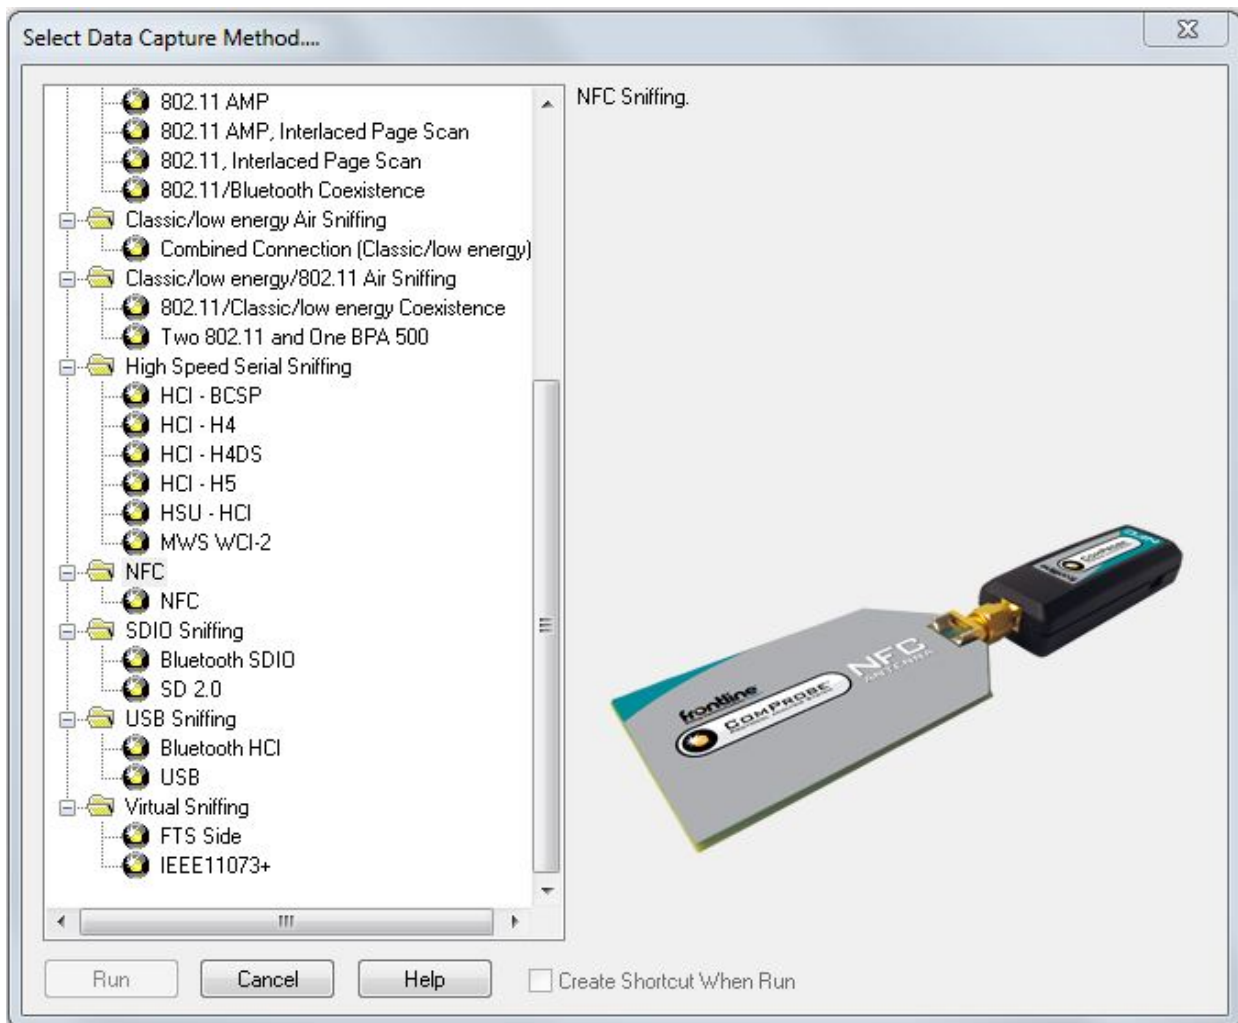 Select Data Capture Method....
802.11 AMP
802.11 AMP, Interlaced Page Scan
802.11, Interlaced Page Scan
802.11/Bluetooth Coexistence
Classic/low energy Air Sniffing
Combined Connection (Classic/low energy)
Classic/low energy/802.11 Air Sniffing
802.11/Classic/low energy Coexistence
Two 802.11 and One BPA 500
High Speed Serial Sniffing
HCI - BCSP
HCI - H4
HCI - H4DS
HCI - H5
HSU - HCI
MWS WCI-2
NFC
NFC
SDIO Sniffing
Bluetooth SDIO
SD 2.0
USB Sniffing
Bluetooth HCI
USB
Virtual Sniffing
FTS Side
IEEE11073+
NFC Sniffing.
NFC
COMPROBE
frontline
frontline
COMPROBE
NFC
ANTENNA
Run
Cancel
Help
Create Shortcut When Run